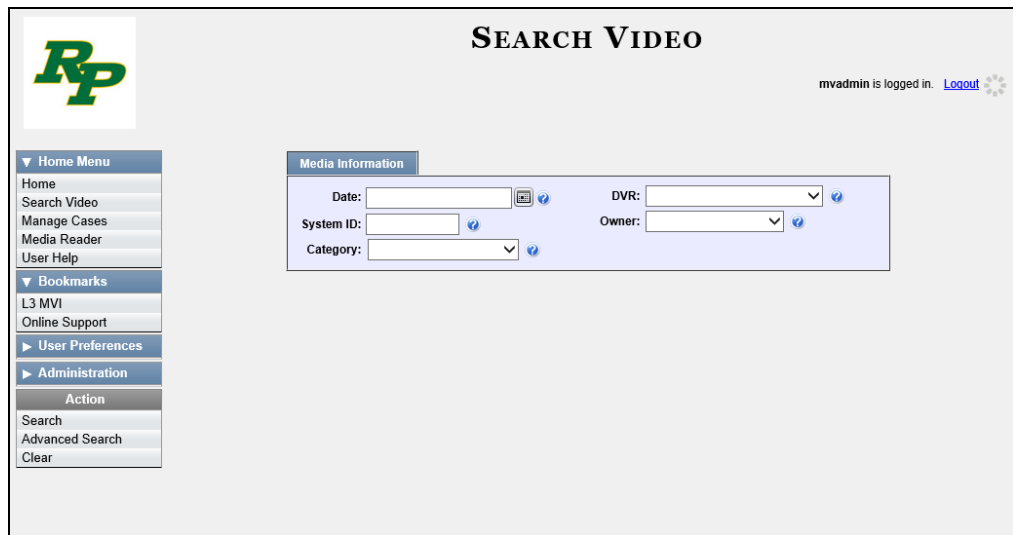 RP
SEARCH VIDEO
mvadmin is logged in. Logout
Home Menu
Home
Search Video
Manage Cases
Media Reader
User Help
Bookmarks
L3 MVI
Online Support
User Preferences
Administration
Action
Search
Advanced Search
Clear
Media Information
Date:
DVR:
System ID:
Owner:
Category: